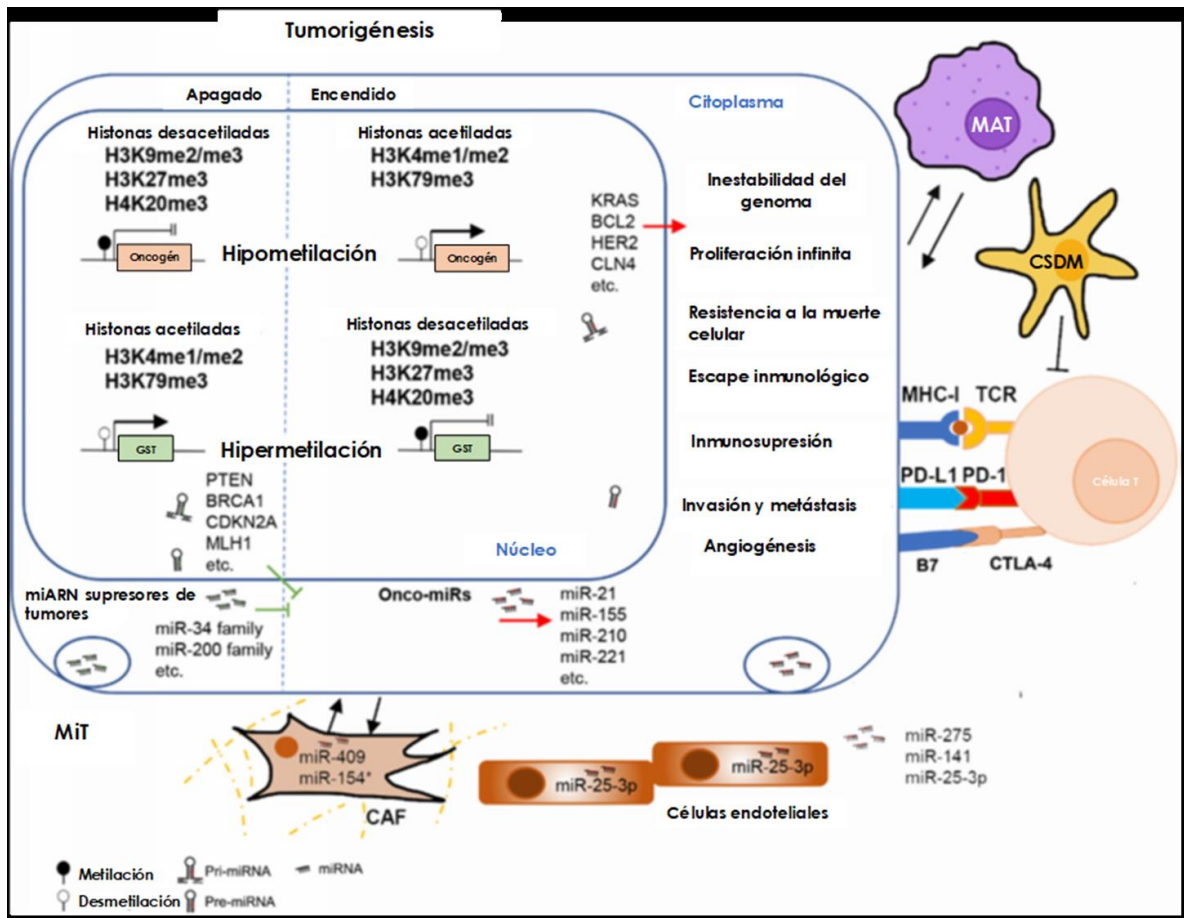 Tumorigénesis
Apagado
Encendido
Citoplasma
Histonas desacetiladas
H3K9me2/me3
H3K27me3
H4K20me3
Histonas acetiladas
H3K4me1/me2
H3K79me3
Oncogén
Hipometilación
Oncogén
KRAS
BCL2
HER2
CLN4
etc.
Histonas acetiladas
H3K4me1/me2
H3K79me3
Histonas desacetiladas
H3K9me2/me3
H3K27me3
H4K20me3
GST
Hipermetilación
GST
PTEN
BRCA1
CDKN2A
MLH1
etc.
Núcleo
Inestabilidad del
genoma
Proliferación infinita
Resistencia a la muerte
celular
Escape inmunológico
Inmunosupresión
Invasión y metástasis
Angiogénesis
MAT
CSDM
MHC-I TCR
PD-L1 PD-1
Célula T
B7
CTLA-4
miARN supresores de
tumores
miR-34 family
miR-200 family
etc.
Onco-miRs
miR-21
miR-155
miR-210
miR-221
etc.
MiT
miR-409
miR-154*
CAF
miR-25-3p
miR-25-3p
Células endoteliales
miR-275
miR-141
miR-25-3p
Metilación
Pri-miRNA
miRNA
Desmetilación
Pre-miRNA